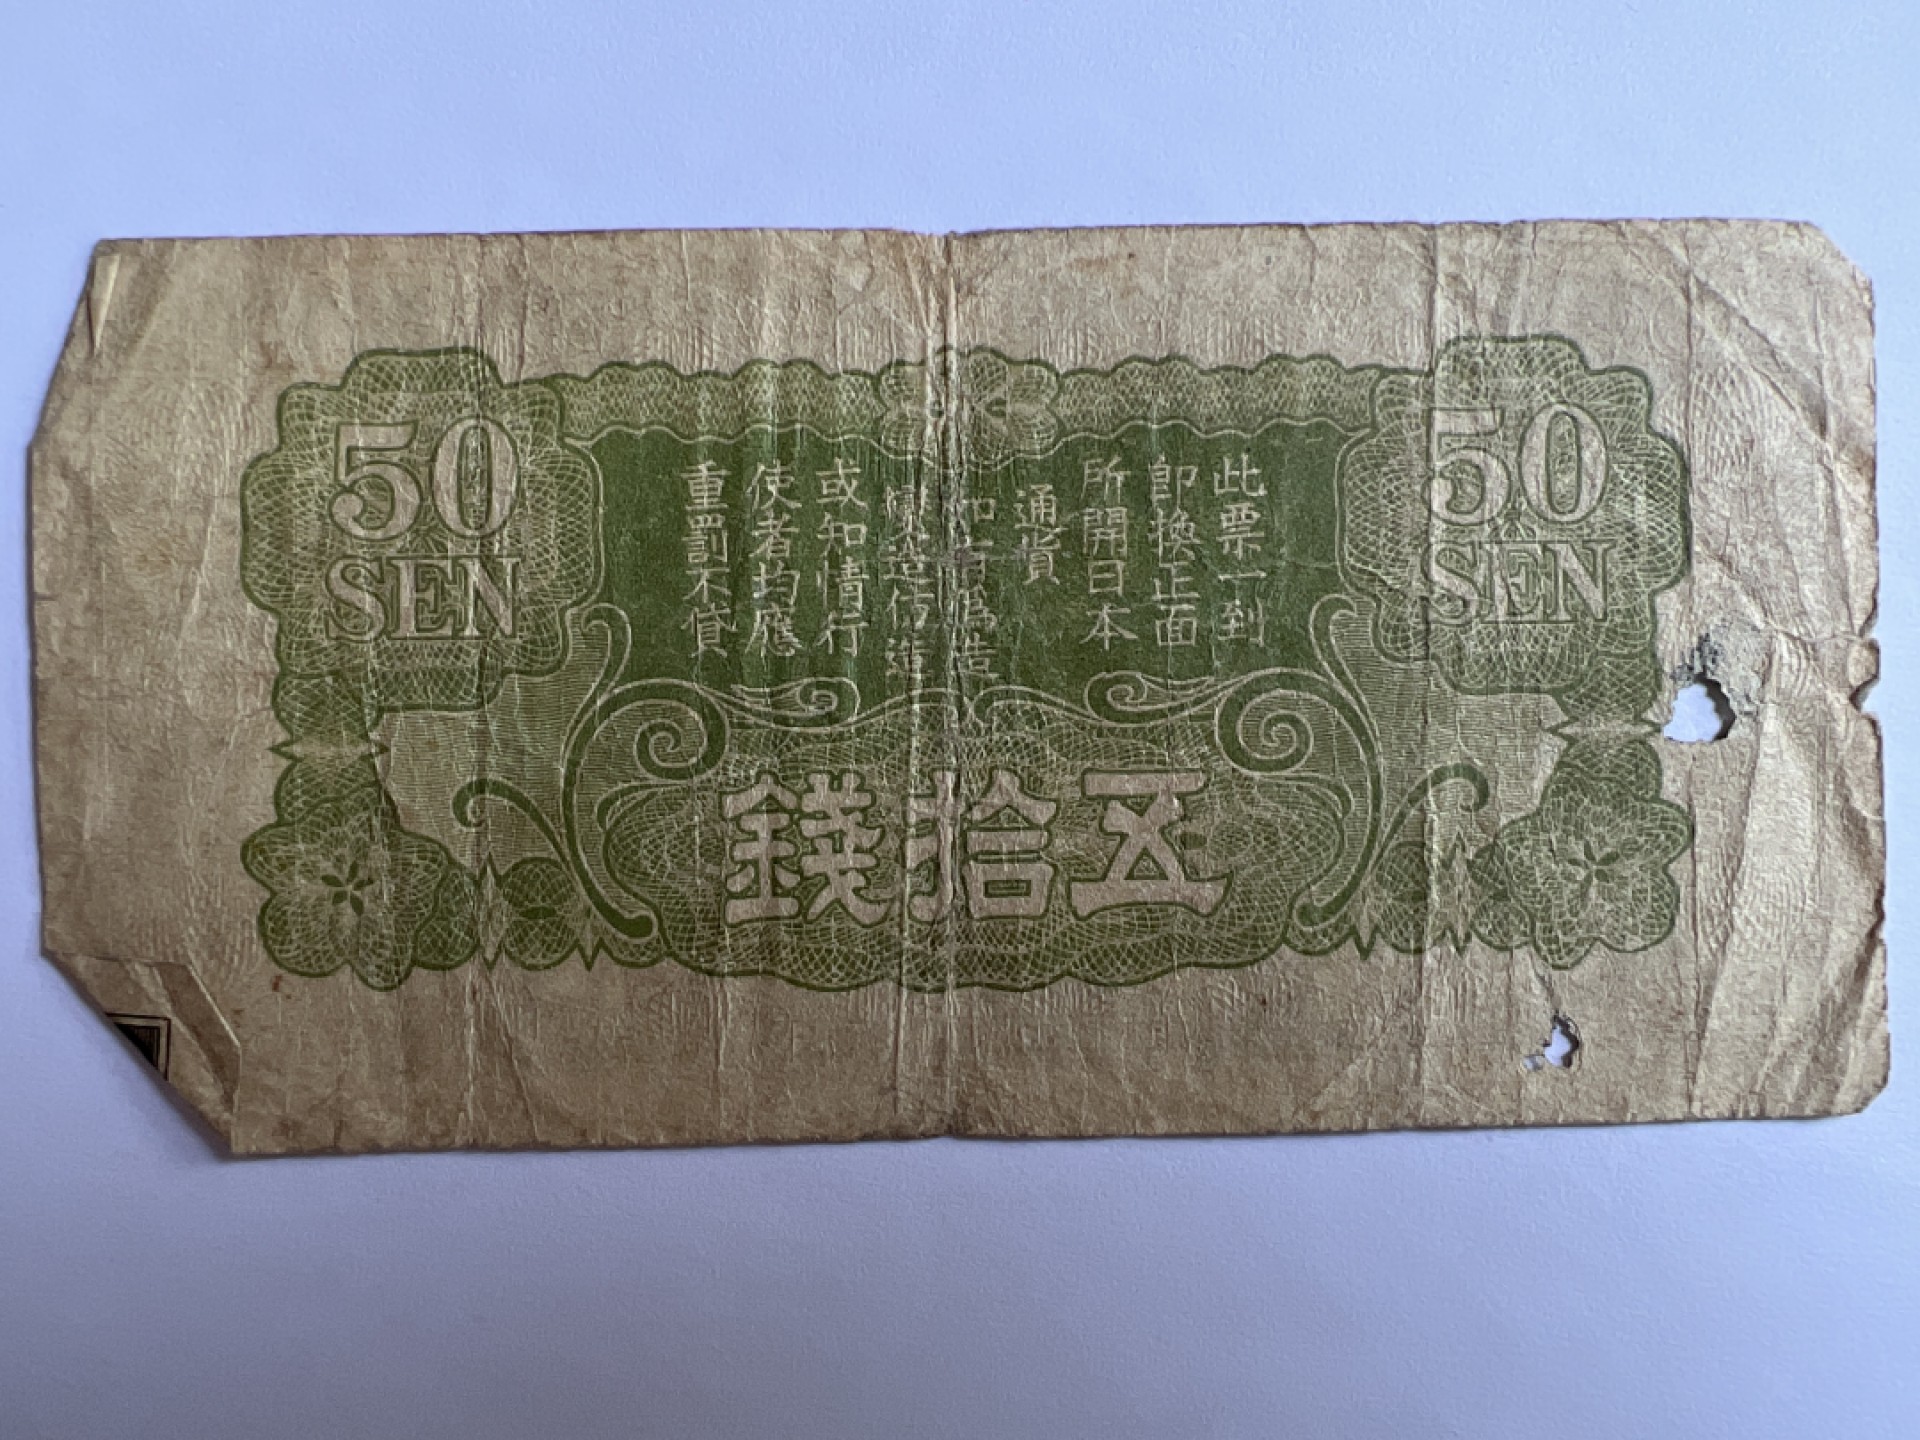 50
SEN
50
SEN
此票一到
即換正面
所開日本
通貨
如有偽造
變造仿造
或知情行
使者均應
重罰不貸
五拾錢